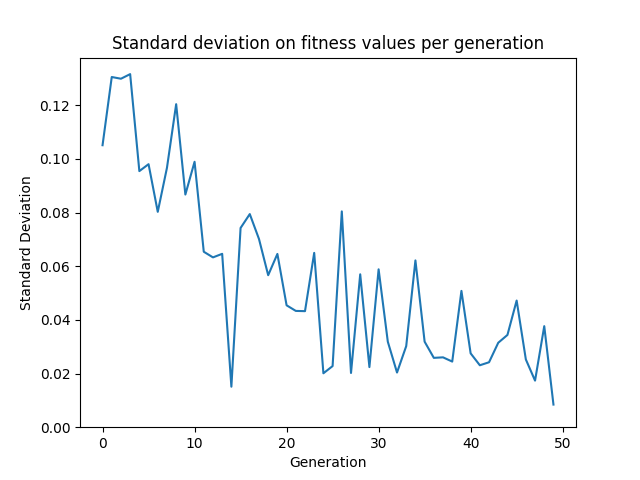 Standard deviation on fitness values per generation
Standard Deviation
0.12
0.10
0.08
0.06
0.04
0.02
0.00
0 10 20 30 40 50
Generation